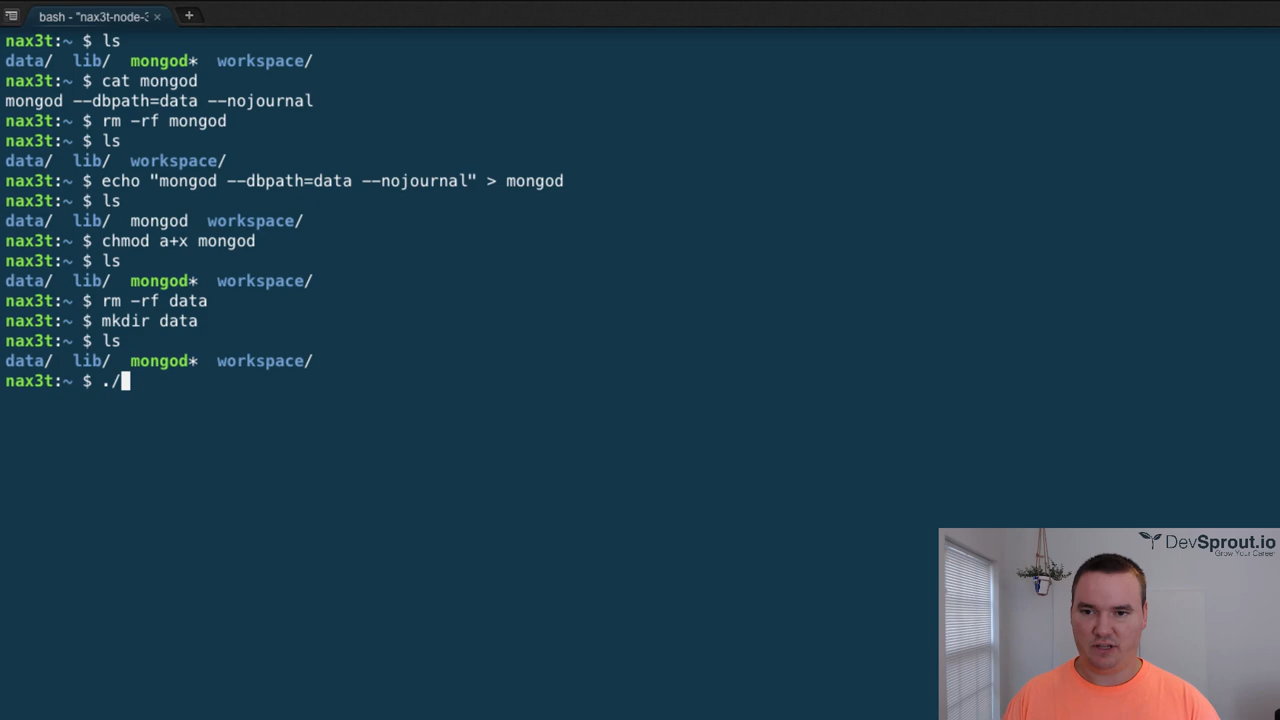 bash - "nax3t-node-3 × +
nax3t:~ $ ls
data/ lib/ mongod* workspace/
nax3t:~ $ cat mongod
mongod --dbpath=data --nojournal
nax3t:~ $ rm -rf mongod
nax3t:~ $ ls
data/ lib/ workspace/
nax3t:~ $ echo "mongod --dbpath=data --nojournal" > mongod
nax3t:~ $ ls
data/ lib/ mongod workspace/
nax3t:~ $ chmod a+x mongod
nax3t:~ $ ls
data/ lib/ mongod* workspace/
nax3t:~ $ rm -rf data
nax3t:~ $ mkdir data
nax3t:~ $ ls
data/ lib/ mongod* workspace/
nax3t:~ $ ./
DevSprout.io
Grow Your Career